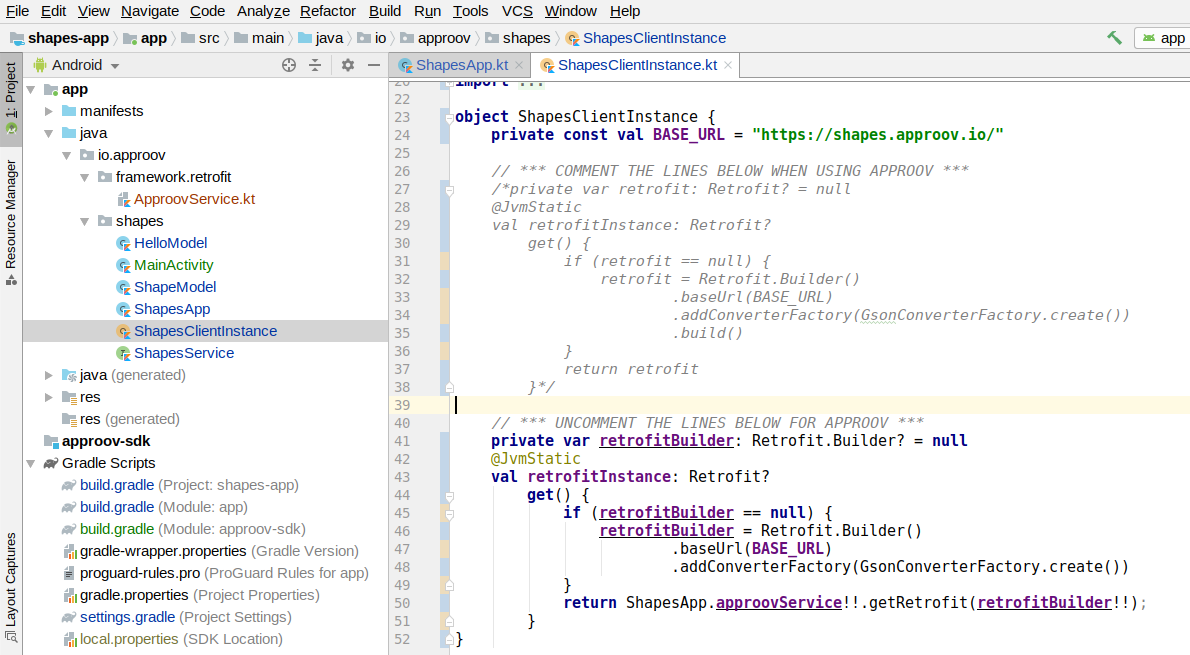 File Edit View Navigate Code Analyze Refactor Build Run Tools VCS Window Help
shapes-app app src main java io approov shapes ShapesClientInstance app
1: Project
Resource Manager
Layout Captures
Android
app
manifests
java
io.approov
framework.retrofit
ApproovService.kt
shapes
HelloModel
MainActivity
ShapeModel
ShapesApp
ShapesClientInstance
ShapesService
java (generated)
res
res (generated)
approov-sdk
Gradle Scripts
build.gradle (Project: shapes-app)
build.gradle (Module: app)
build.gradle (Module: approov-sdk)
gradle-wrapper.properties (Gradle Version)
proguard-rules.pro (ProGuard Rules for app)
gradle.properties (Project Properties)
settings.gradle (Project Settings)
local.properties (SDK Location)
ShapesApp.kt ShapesClientInstance.kt
import ...
22
23 object ShapesClientInstance {
24 private const val BASE_URL = "https://shapes.approov.io/"
25
26 // *** COMMENT THE LINES BELOW WHEN USING APPROOV ***
27 /*private var retrofit: Retrofit? = null
28 @JvmStatic
29 val retrofitInstance: Retrofit?
30 get() {
31 if (retrofit == null) {
32 retrofit = Retrofit.Builder()
33 .baseUrl(BASE_URL)
34 .addConverterFactory(GsonConverterFactory.create())
35 .build()
36 }
37 return retrofit
38 }*/
39
40 // *** UNCOMMENT THE LINES BELOW FOR APPROOV ***
41 private var retrofitBuilder: Retrofit.Builder? = null
42 @JvmStatic
43 val retrofitInstance: Retrofit?
44 get() {
45 if (retrofitBuilder == null) {
46 retrofitBuilder = Retrofit.Builder()
47 .baseUrl(BASE_URL)
48 .addConverterFactory(GsonConverterFactory.create())
49 }
50 return ShapesApp.approovService!!.getRetrofit(retrofitBuilder!!);
51 }
52 }